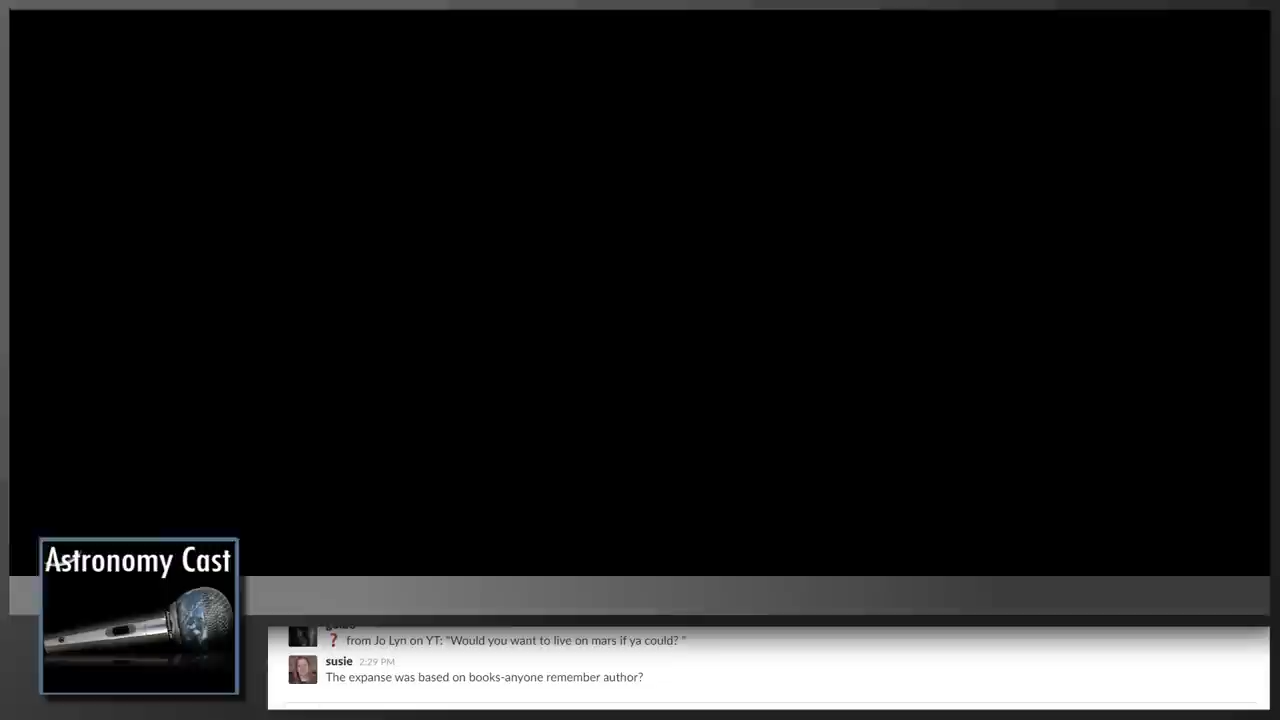 Astronomy Cast
❓ from Jo Lyn on YT: "Would you want to live on mars if ya could? "
susie 2:29 PM
The expanse was based on books-anyone remember author?